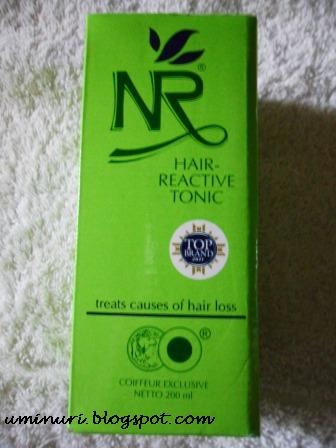 NR®
HAIR-
REACTIVE
TONIC
TOP
BRAND
treats causes of hair loss
®
COIFFEUR EXCLUSIVE
NETTO 200 ml
uminuri.blogspot.com